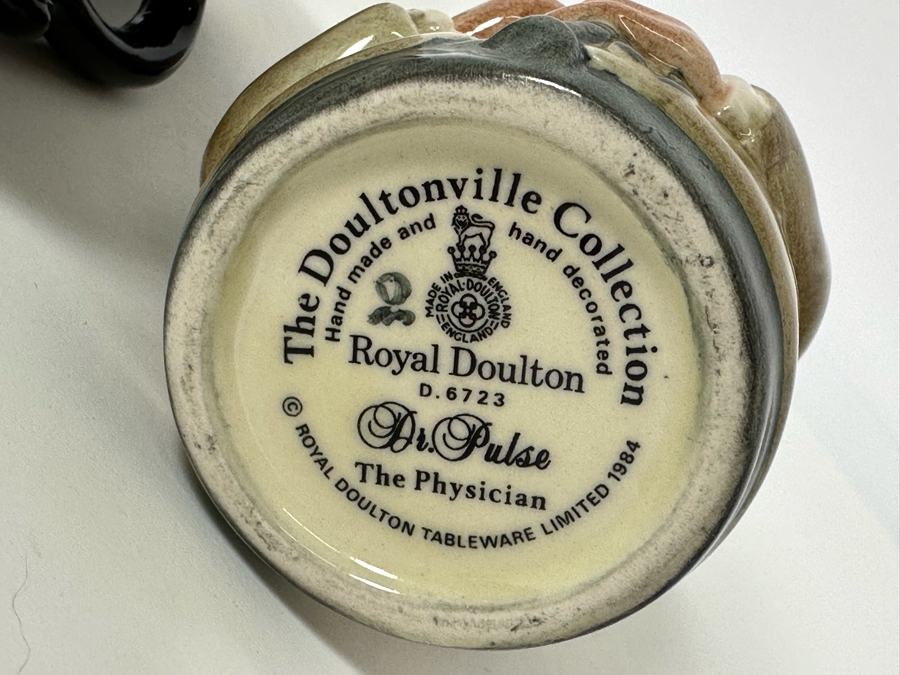 The Doultonville Collection
Hand made and hand decorated
MADE IN ENGLAND
ROYAL·DOULTON
ENGLAND
Royal Doulton
D.6723
Dr. Pulse
The Physician
© ROYAL DOULTON TABLEWARE LIMITED 1984